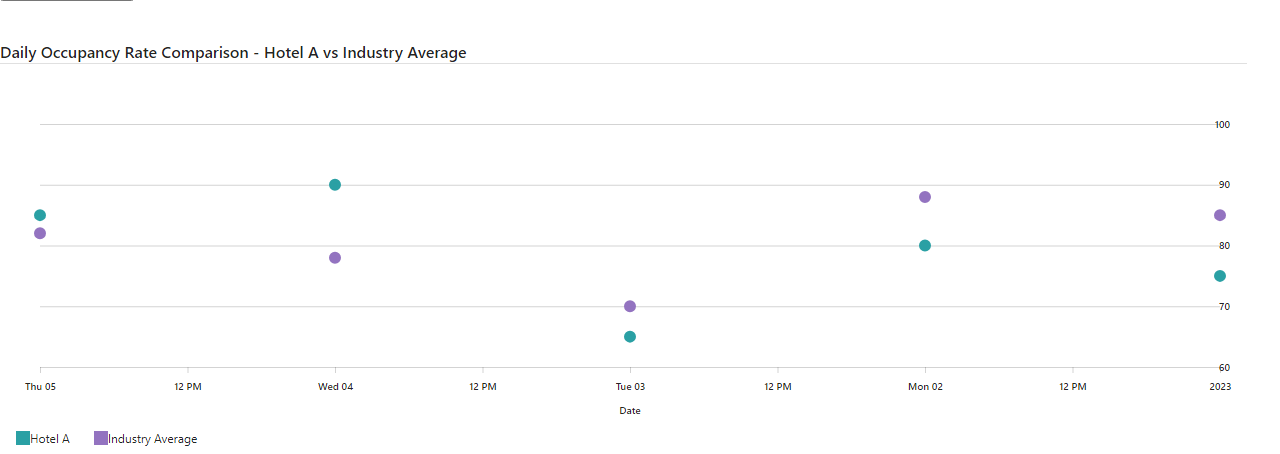 Daily Occupancy Rate Comparison - Hotel A vs Industry Average
100
90
80
70
60
Thu 05 12 PM Wed 04 12 PM Tue 03 12 PM Mon 02 12 PM 2023
Date
Hotel A Industry Average